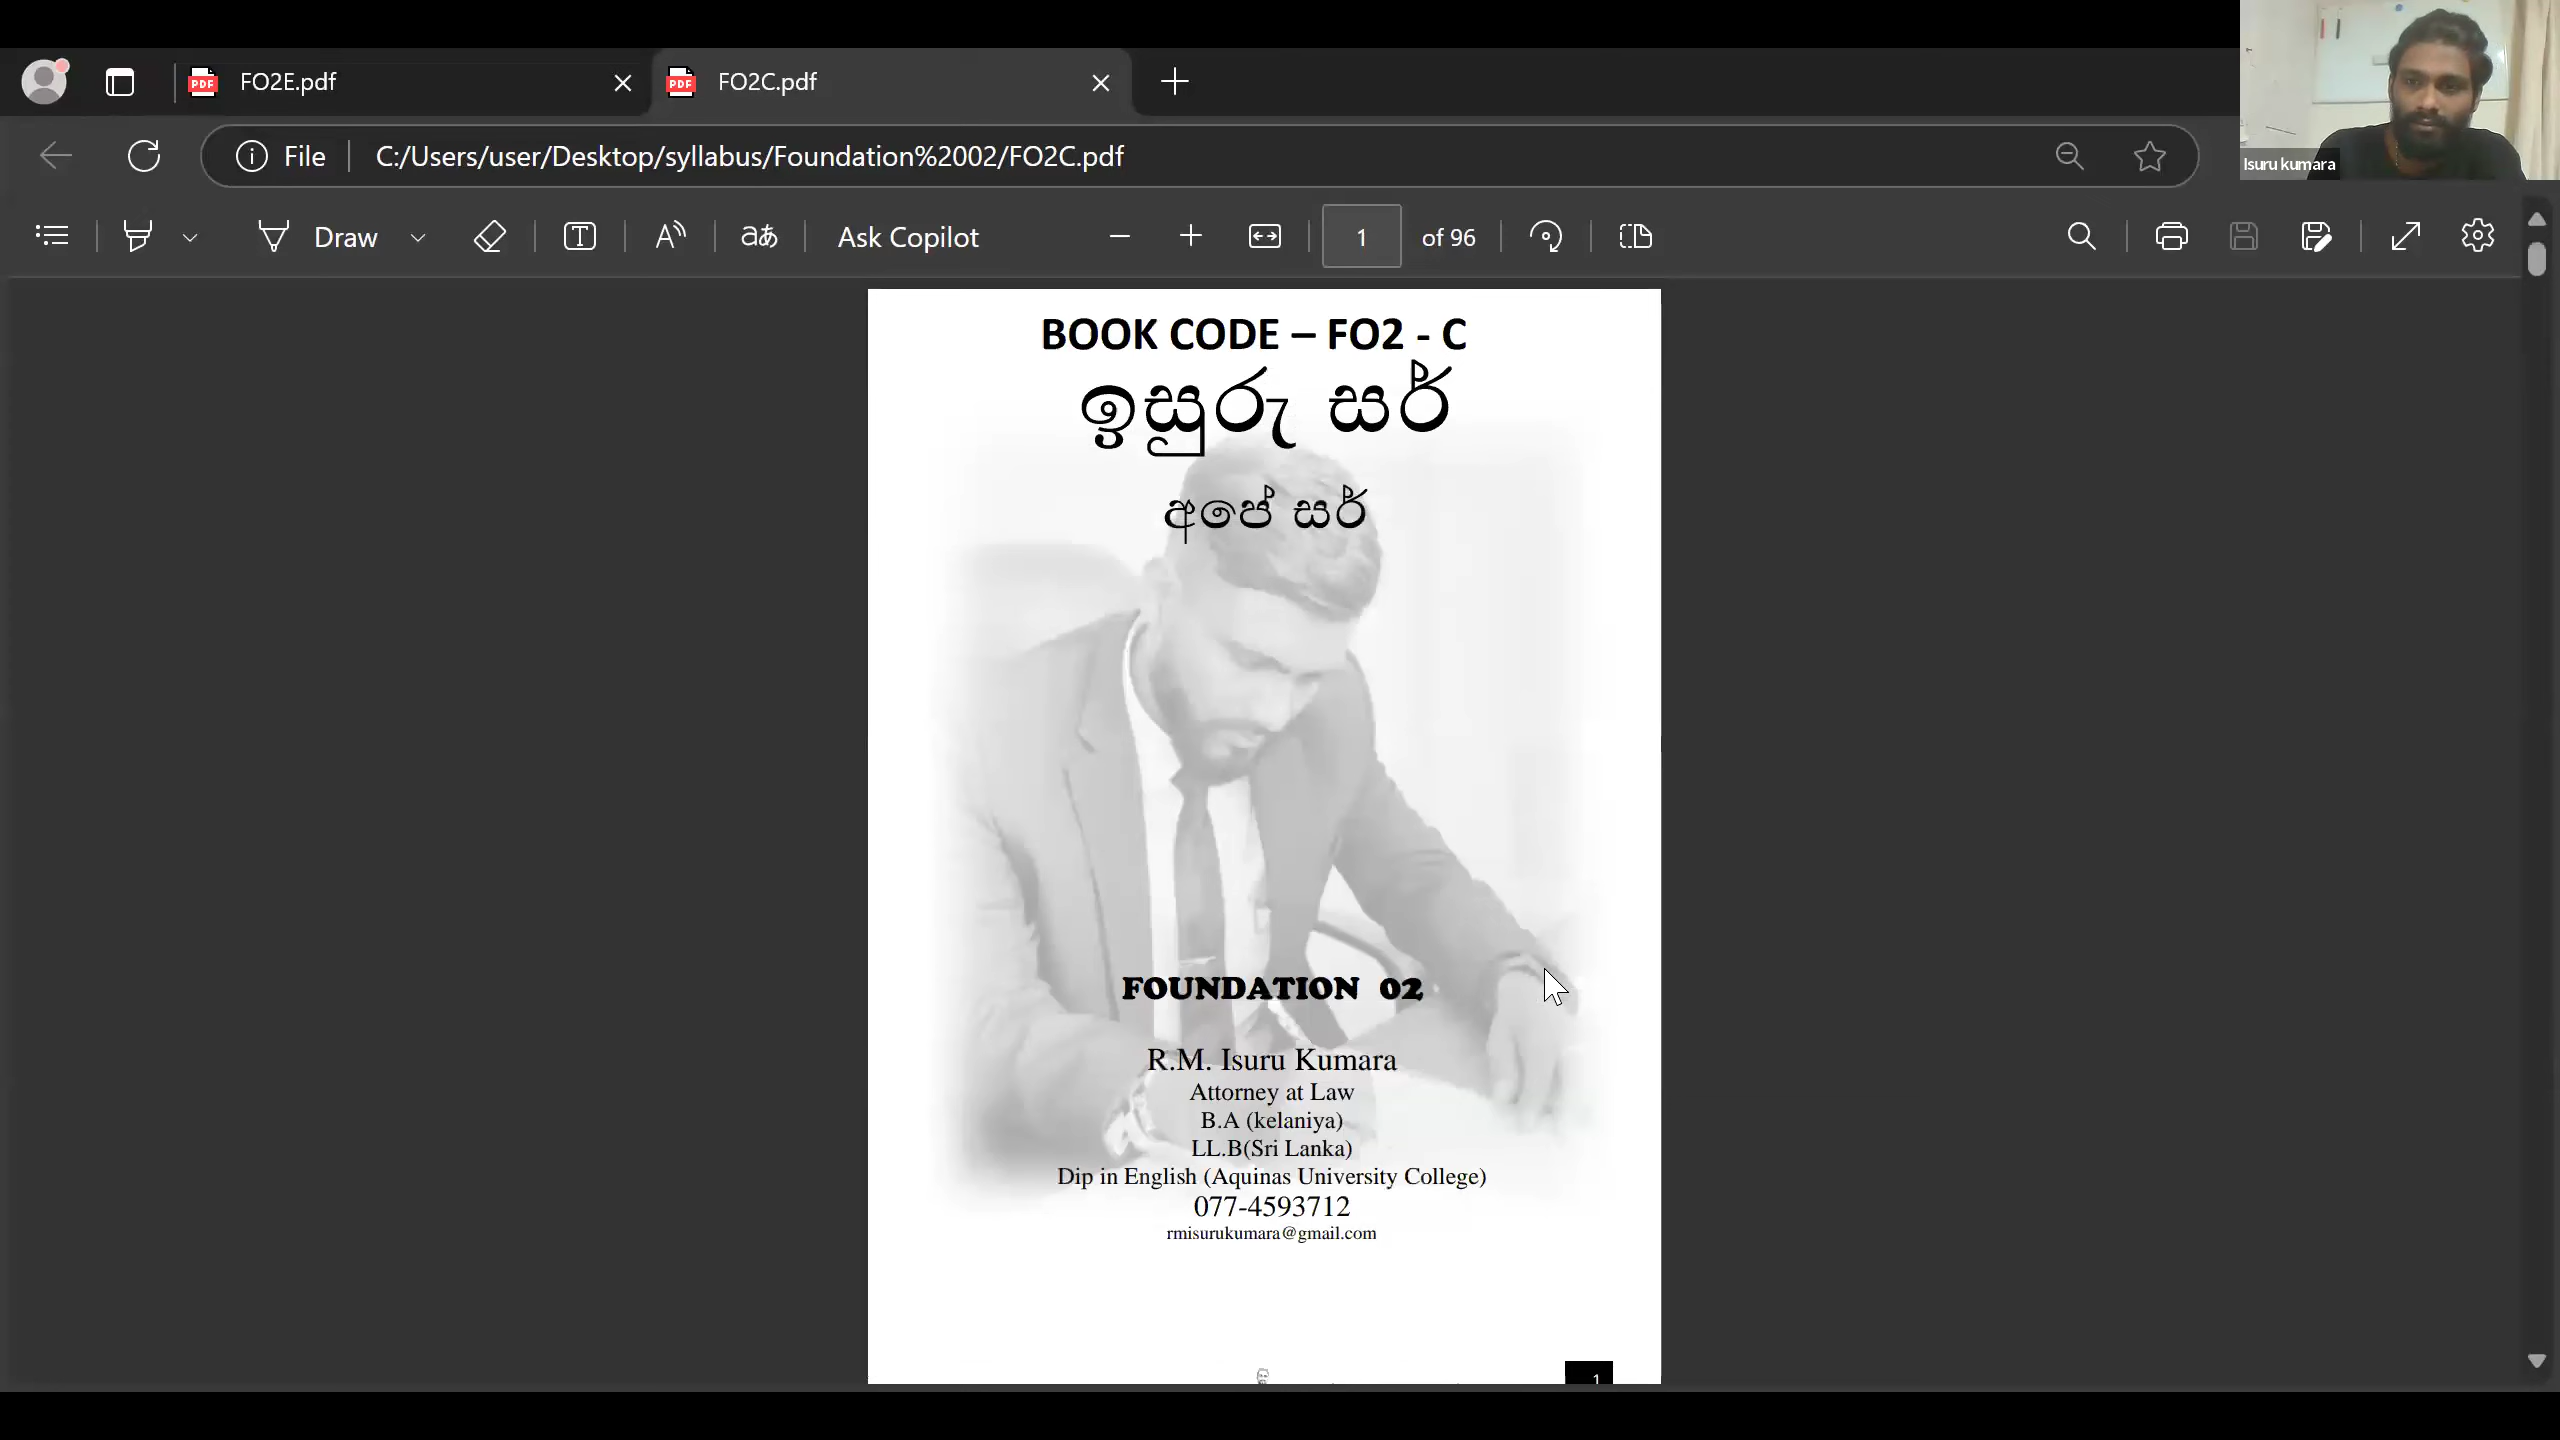 FO2E.pdf
FO2C.pdf
File
C:/Users/user/Desktop/syllabus/Foundation%2002/FO2C.pdf
Isuru kumara
Draw
aあ
Ask Copilot
1
of 96
BOOK CODE – FO2 - C
ඉසුරු සර්
අපේ සර්
FOUNDATION 02
R.M. Isuru Kumara
Attorney at Law
B.A (kelaniya)
LL.B(Sri Lanka)
Dip in English (Aquinas University College)
077-4593712
rmisurukumara@gmail.com
1